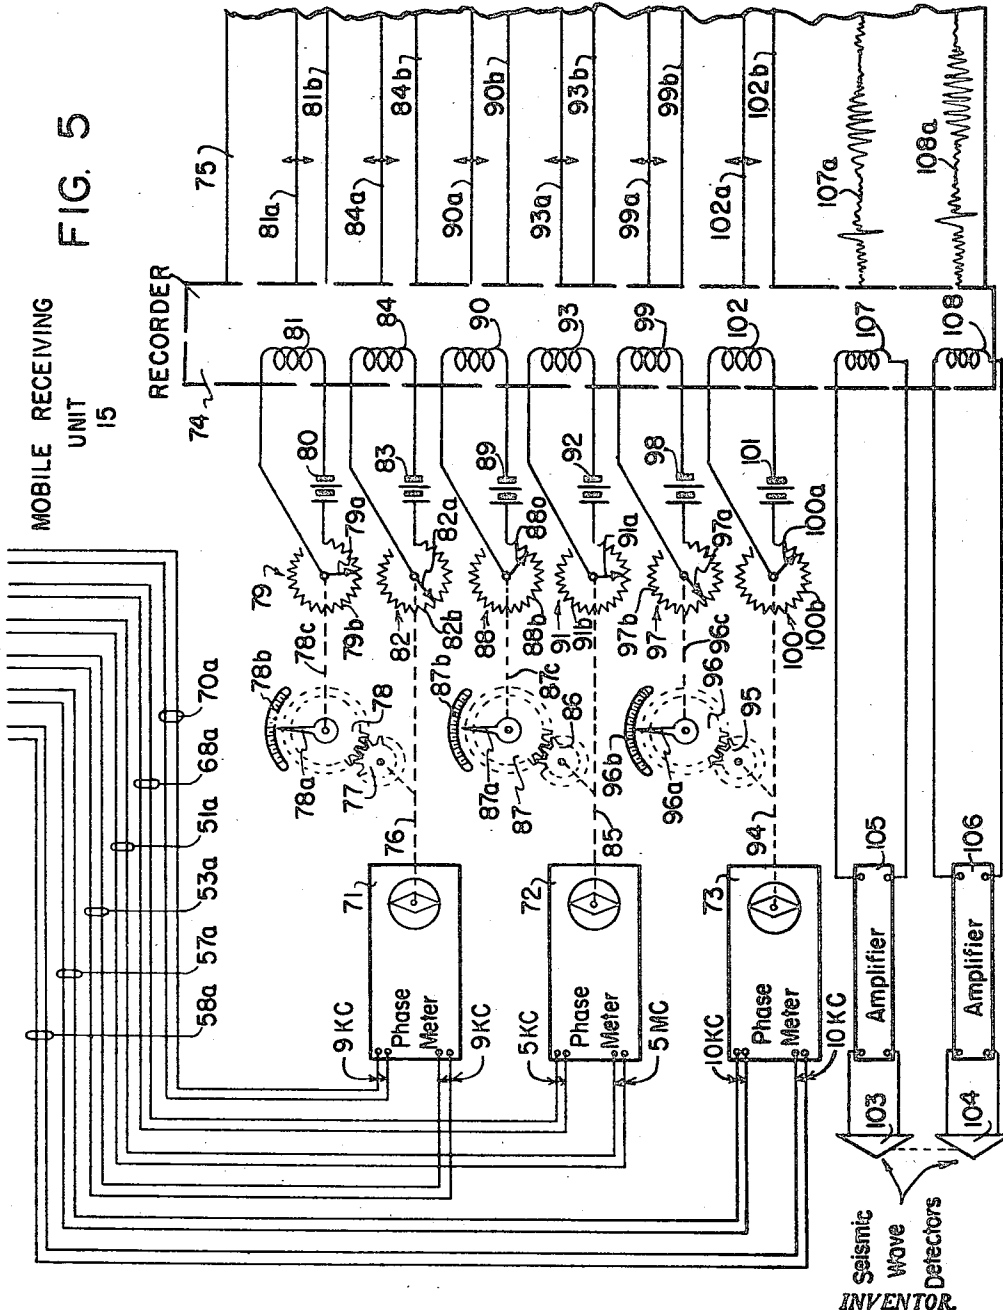 MOBILE RECEIVING
UNIT
15
FIG. 5
RECORDER
74
75
81a
81b
84a
84b
90a
90b
93a
93b
99a
99b
102a
102b
107a
108a
81
84
90
93
99
102
107
108
80
83
89
92
98
101
79
79a
79b
82
82a
82b
88
88a
88b
91
91a
91b
97
97a
97b
100
100a
100b
78b
78c
78
78a
77
76
87b
87c
86
87a
87
85
96b
96c
96
95
96a
94
70a
68a
51a
53a
57a
58a
71
Phase
Meter
9 KC
9 KC
72
Phase
Meter
5 KC
5 MC
73
Phase
Meter
10 KC
10 KC
105
Amplifier
103
106
Amplifier
104
Seismic
Wave
Detectors
INVENTOR.